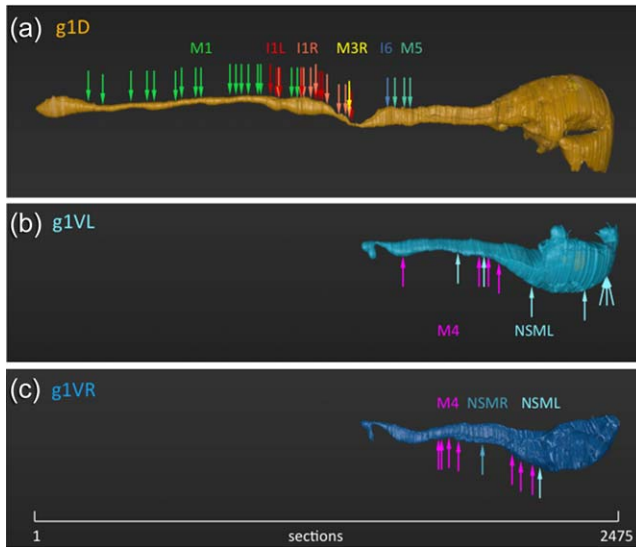 (a) g1D
M1 I1L I1R M3R I6 M5
(b) g1VL
M4 NSML
(c) g1VR
M4 NSMR NSML
1 sections 2475